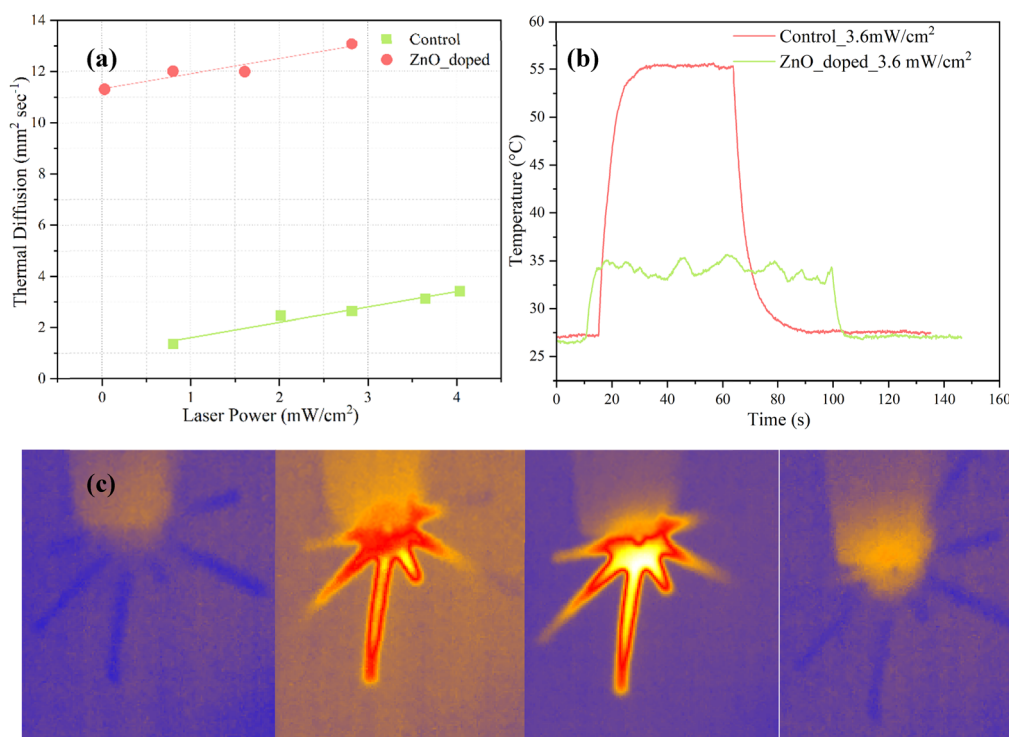 (a)
Control
ZnO_doped
14
12
10
8
6
4
2
0
Thermal Diffusion (mm² sec⁻¹)
0
1
2
3
4
Laser Power (mW/cm²)
(b)
Control_3.6mW/cm²
ZnO_doped_3.6 mW/cm²
60
55
50
45
40
35
30
25
Temperature (°C)
0
20
40
60
80
100
120
140
160
Time (s)
(c)